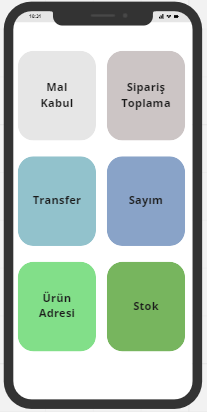 10:21
Mal
Kabul
Sipariş
Toplama
Transfer
Sayım
Ürün
Adresi
Stok